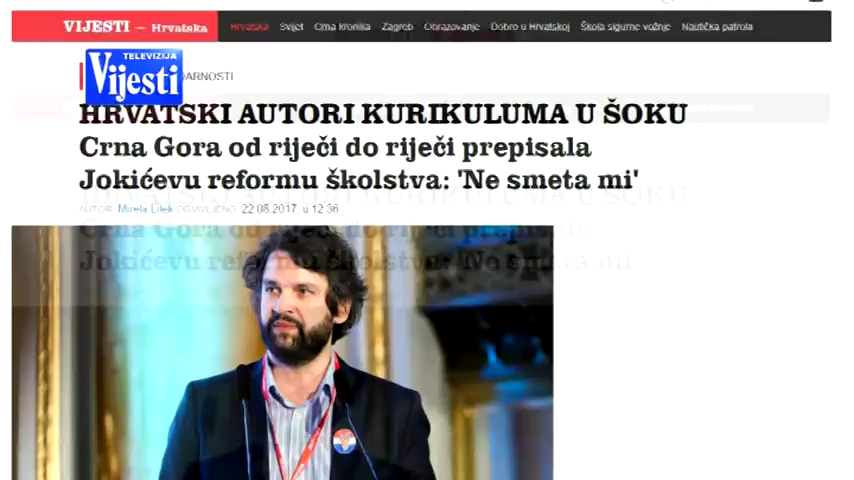 VIJESTI — Hrvatska
Hrvatska Svijet Crna kronika Zagreb Obrazovanje Dobro u Hrvatskoj Škola sigurne vožnje Nautička patrola
TELEVIZIJA
Vijesti
HRVATSKI AUTORI KURIKULUMA U ŠOKU
Crna Gora od riječi do riječi prepisala
Jokićevu reformu školstva: 'Ne smeta mi'
AUTOR Mirela Lilek OBJAVLJENO 22.08.2017. u 12:36